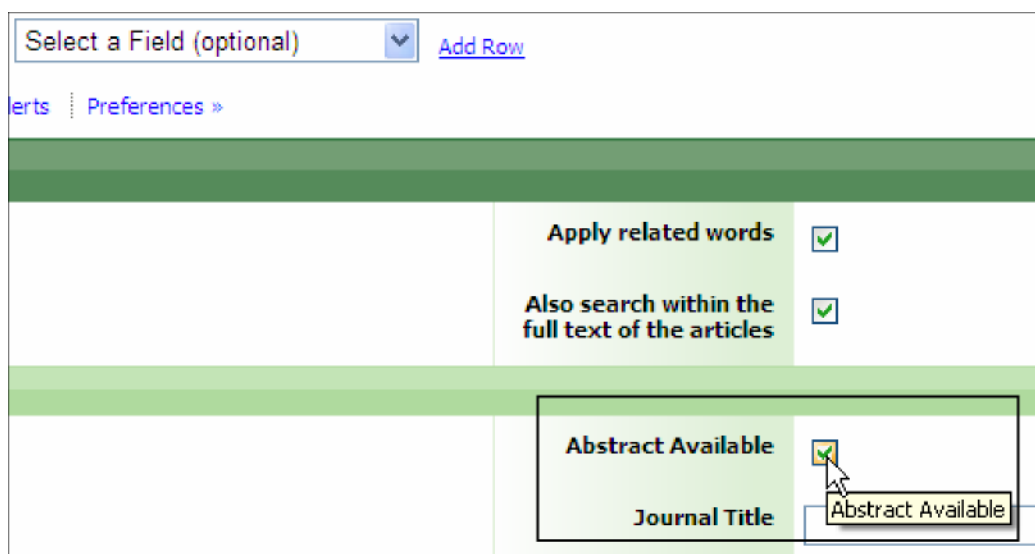 Select a Field (optional) Add Row
lerts Preferences »
Apply related words
Also search within the
full text of the articles
Abstract Available
Abstract Available
Journal Title